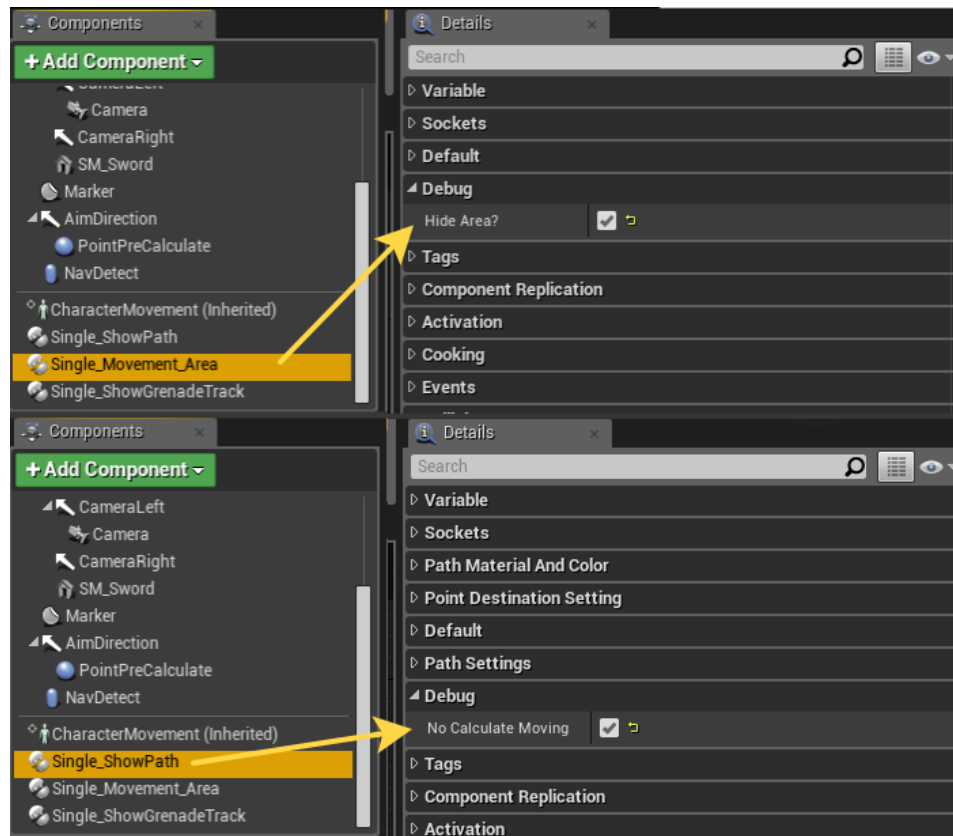 Components
+ Add Component
Camera
CameraRight
SM_Sword
Marker
AimDirection
PointPreCalculate
NavDetect
CharacterMovement (Inherited)
Single_ShowPath
Single_Movement_Area
Single_ShowGrenadeTrack
Details
Search
Variable
Sockets
Default
Debug
Hide Area?
Tags
Component Replication
Activation
Cooking
Events
Components
+ Add Component
CameraLeft
Camera
CameraRight
SM_Sword
Marker
AimDirection
PointPreCalculate
NavDetect
CharacterMovement (Inherited)
Single_ShowPath
Single_Movement_Area
Single_ShowGrenadeTrack
Details
Search
Variable
Sockets
Path Material And Color
Point Destination Setting
Default
Path Settings
Debug
No Calculate Moving
Tags
Component Replication
Activation